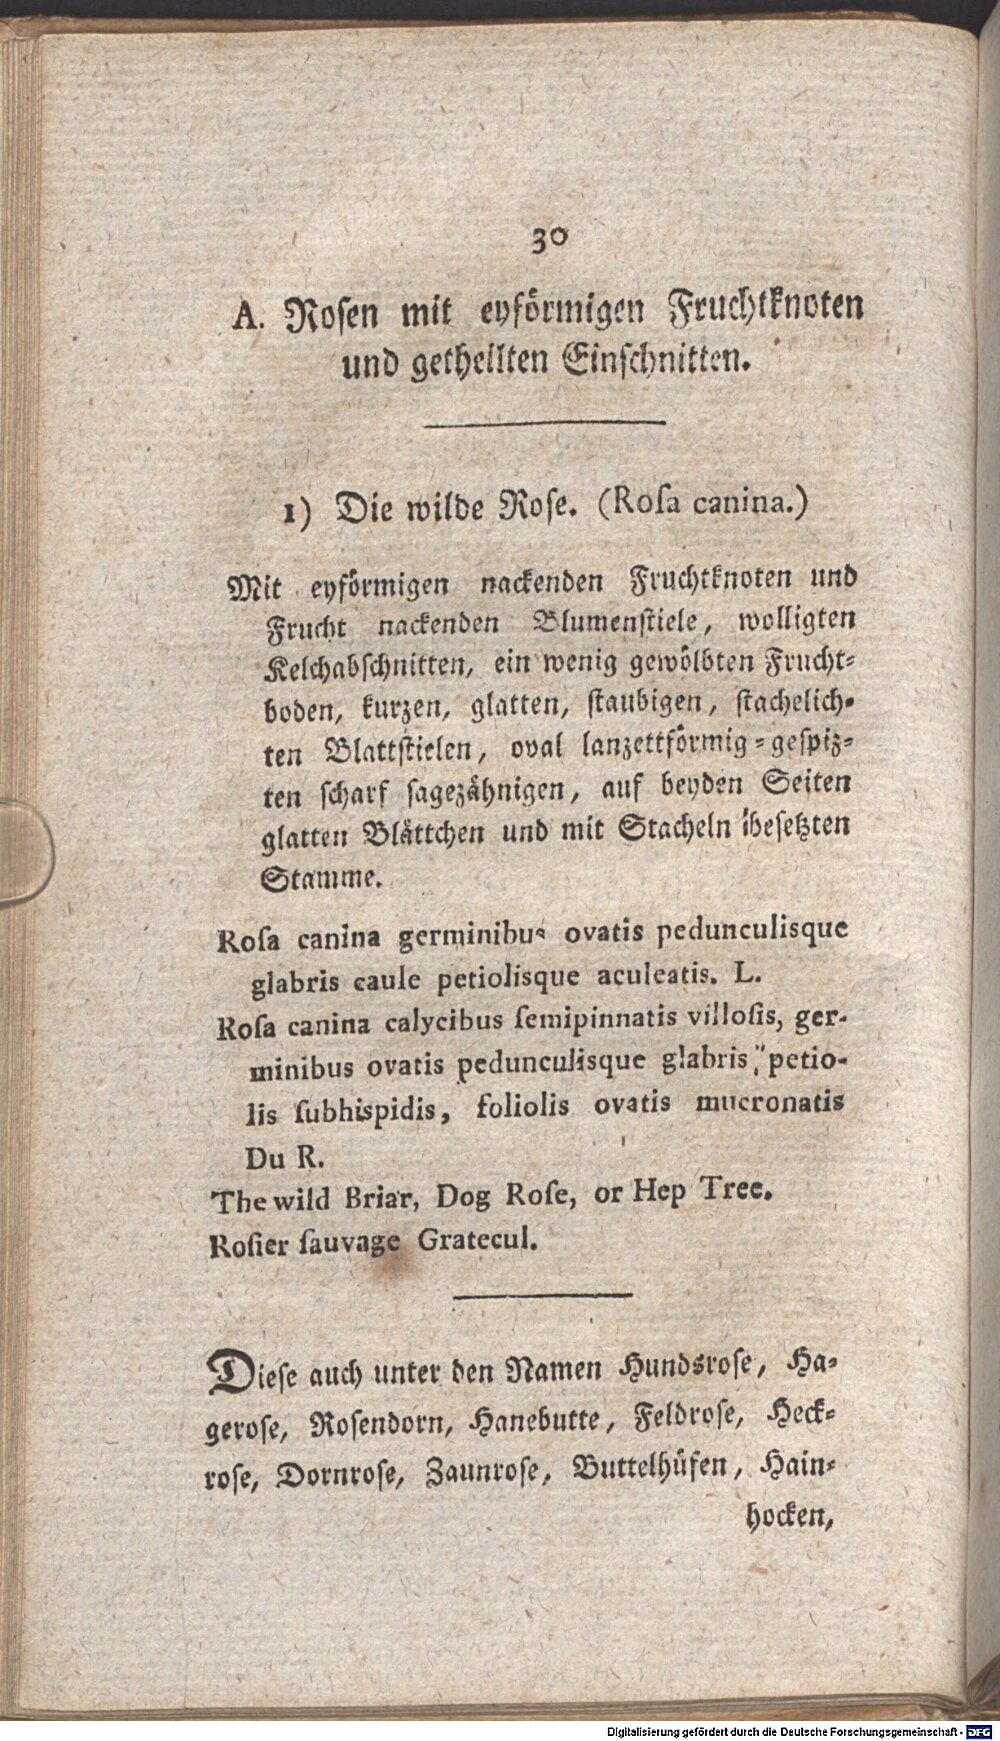 30
A. Rosen mit eyförmigen Fruchtknoten
und getheilten Einschnitten.
1) Die wilde Rose. (Roſa canina.)
Mit eyförmigen nackenden Fruchtknoten und
Frucht nackenden Blumenstiele, wolligten
Kelchabschnitten, ein wenig gewölbten Frucht-
boden, kurzen, glatten, staubigen, stachelich-
ten Blattstielen, oval lanzettförmig-gespiz-
ten scharf sagezähnigen, auf beyden Seiten
glatten Blättchen und mit Stacheln besetzten
Stamme.
Roſa canina germinibus ovatis pedunculisque
glabris caule petiolisque aculeatis. L.
Roſa canina calycibus ſemipinnatis villoſis, ger-
minibus ovatis pedunculisque glabris, petio-
lis ſubhispidis, foliolis ovatis mucronatis
Du R.
The wild Briar, Dog Roſe, or Hep Tree.
Roſier ſauvage Gratecul.
Diese auch unter den Namen Hundsrose, Ha-
gerose, Rosendorn, Hanebutte, Feldrose, Heck-
rose, Dornrose, Zaunrose, Buttelhüfen, Hain-
hocken,
Digitalisierung gefördert durch die Deutsche Forschungsgemeinschaft - DFG